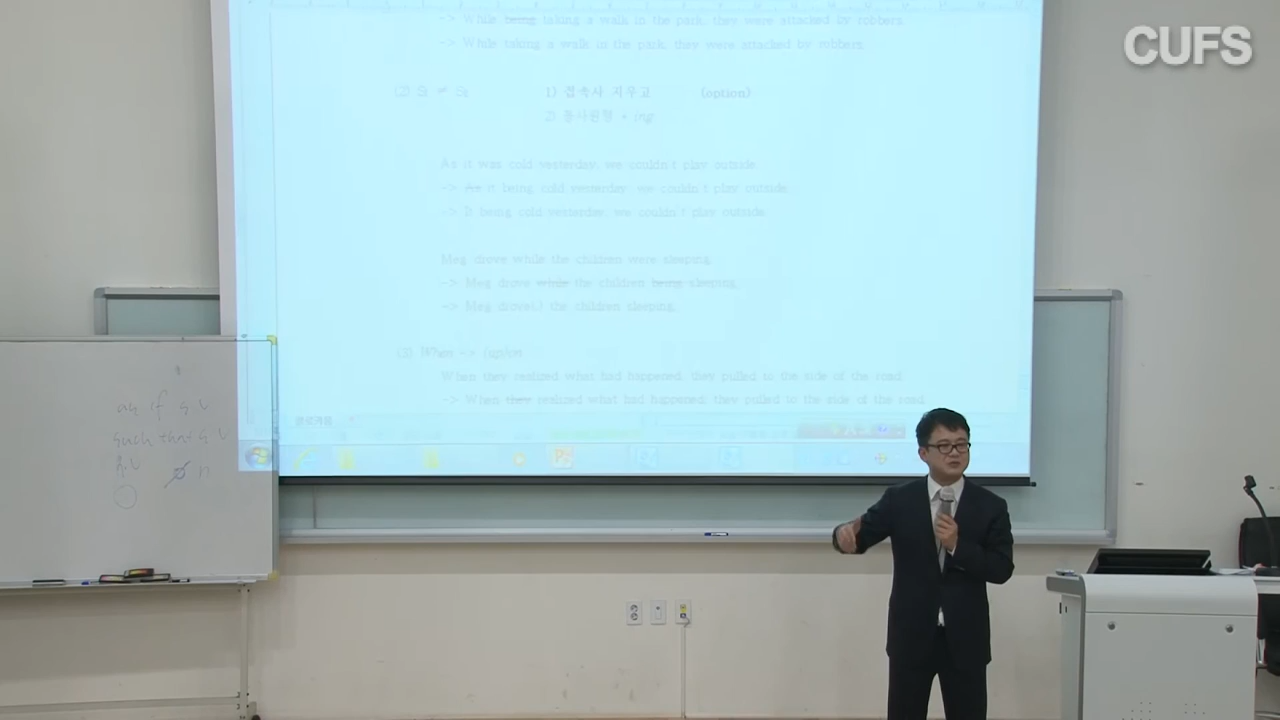 CUFS
-> While being taking a walk in the park, they were attacked by robbers.
-> While taking a walk in the park, they were attacked by robbers.
(2) S₁ ≠ S₂ 1) 접속사 지우고 (option)
2) 동사원형 + ing
As it was cold yesterday, we couldn't play outside.
-> As it being cold yesterday, we couldn't play outside.
-> It being cold yesterday, we couldn't play outside.
Meg drove while the children were sleeping.
-> Meg drove while the children being sleeping.
-> Meg drove(,) the children sleeping.
(3) When -> (option
When they realized what had happened, they pulled to the side of the road.
-> When they realized what had happened, they pulled to the side of the road.
as if s v
such that s v
n